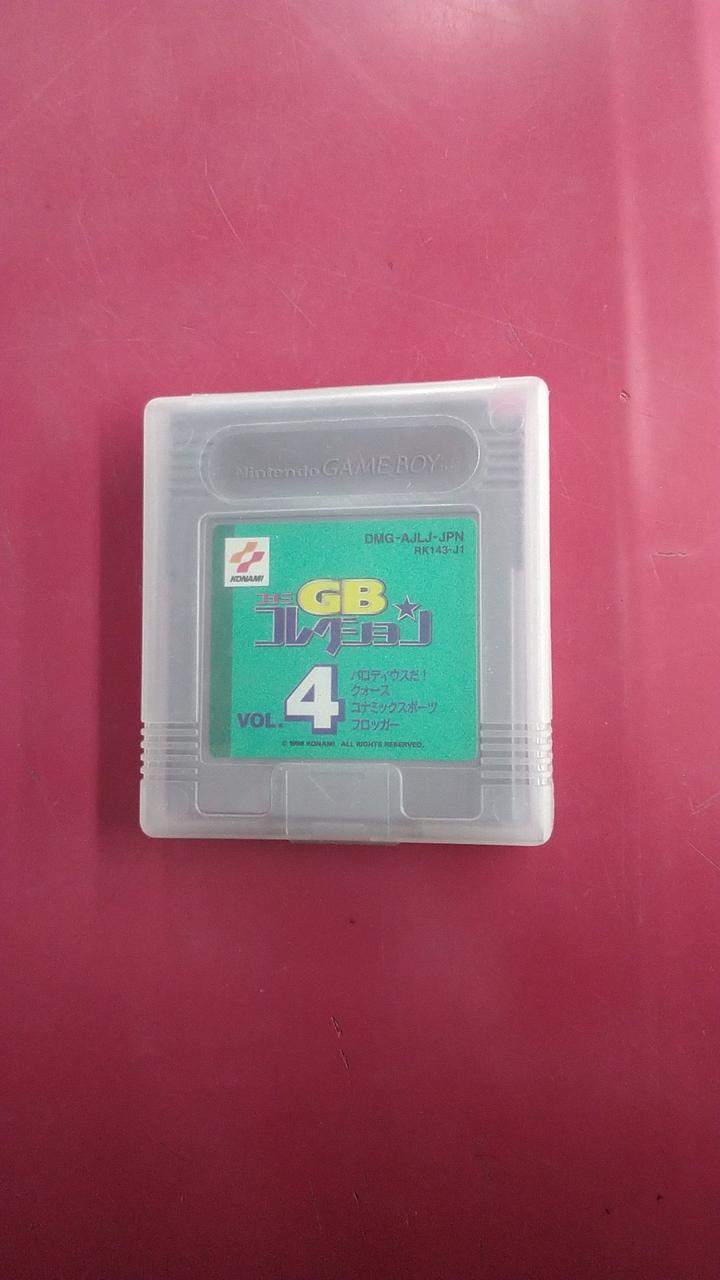 Nintendo GAME BOY TM
DMG-AJLJ-JPN
RK143-J1
KONAMI
コナミ GB
コレクション
VOL. 4
パロディウスだ!
クォース
コナミックスポーツ
フロッガー
© 1998 KONAMI ALL RIGHTS RESERVED.